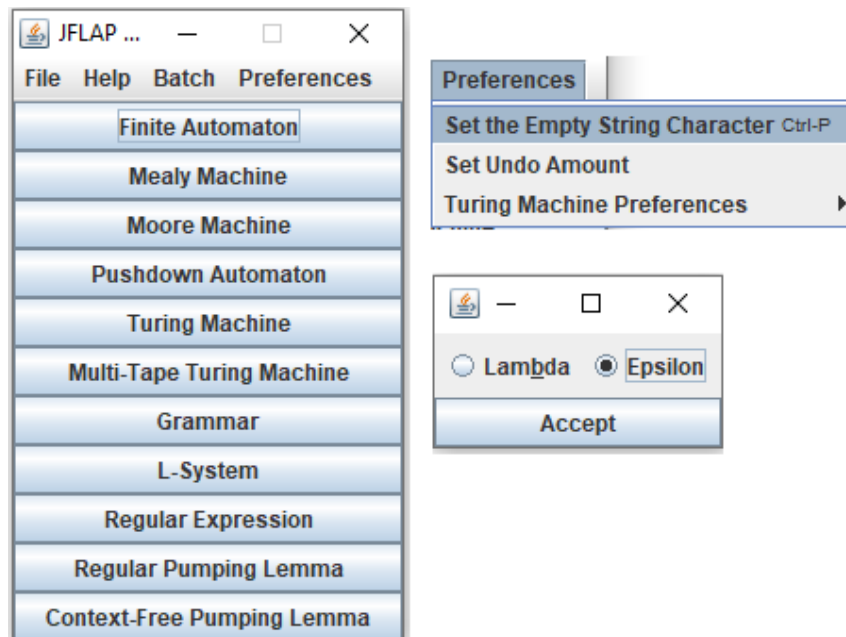 JFLAP ...
File Help Batch Preferences
Finite Automaton
Mealy Machine
Moore Machine
Pushdown Automaton
Turing Machine
Multi-Tape Turing Machine
Grammar
L-System
Regular Expression
Regular Pumping Lemma
Context-Free Pumping Lemma
Preferences
Set the Empty String Character Ctrl-P
Set Undo Amount
Turing Machine Preferences
Lambda Epsilon
Accept